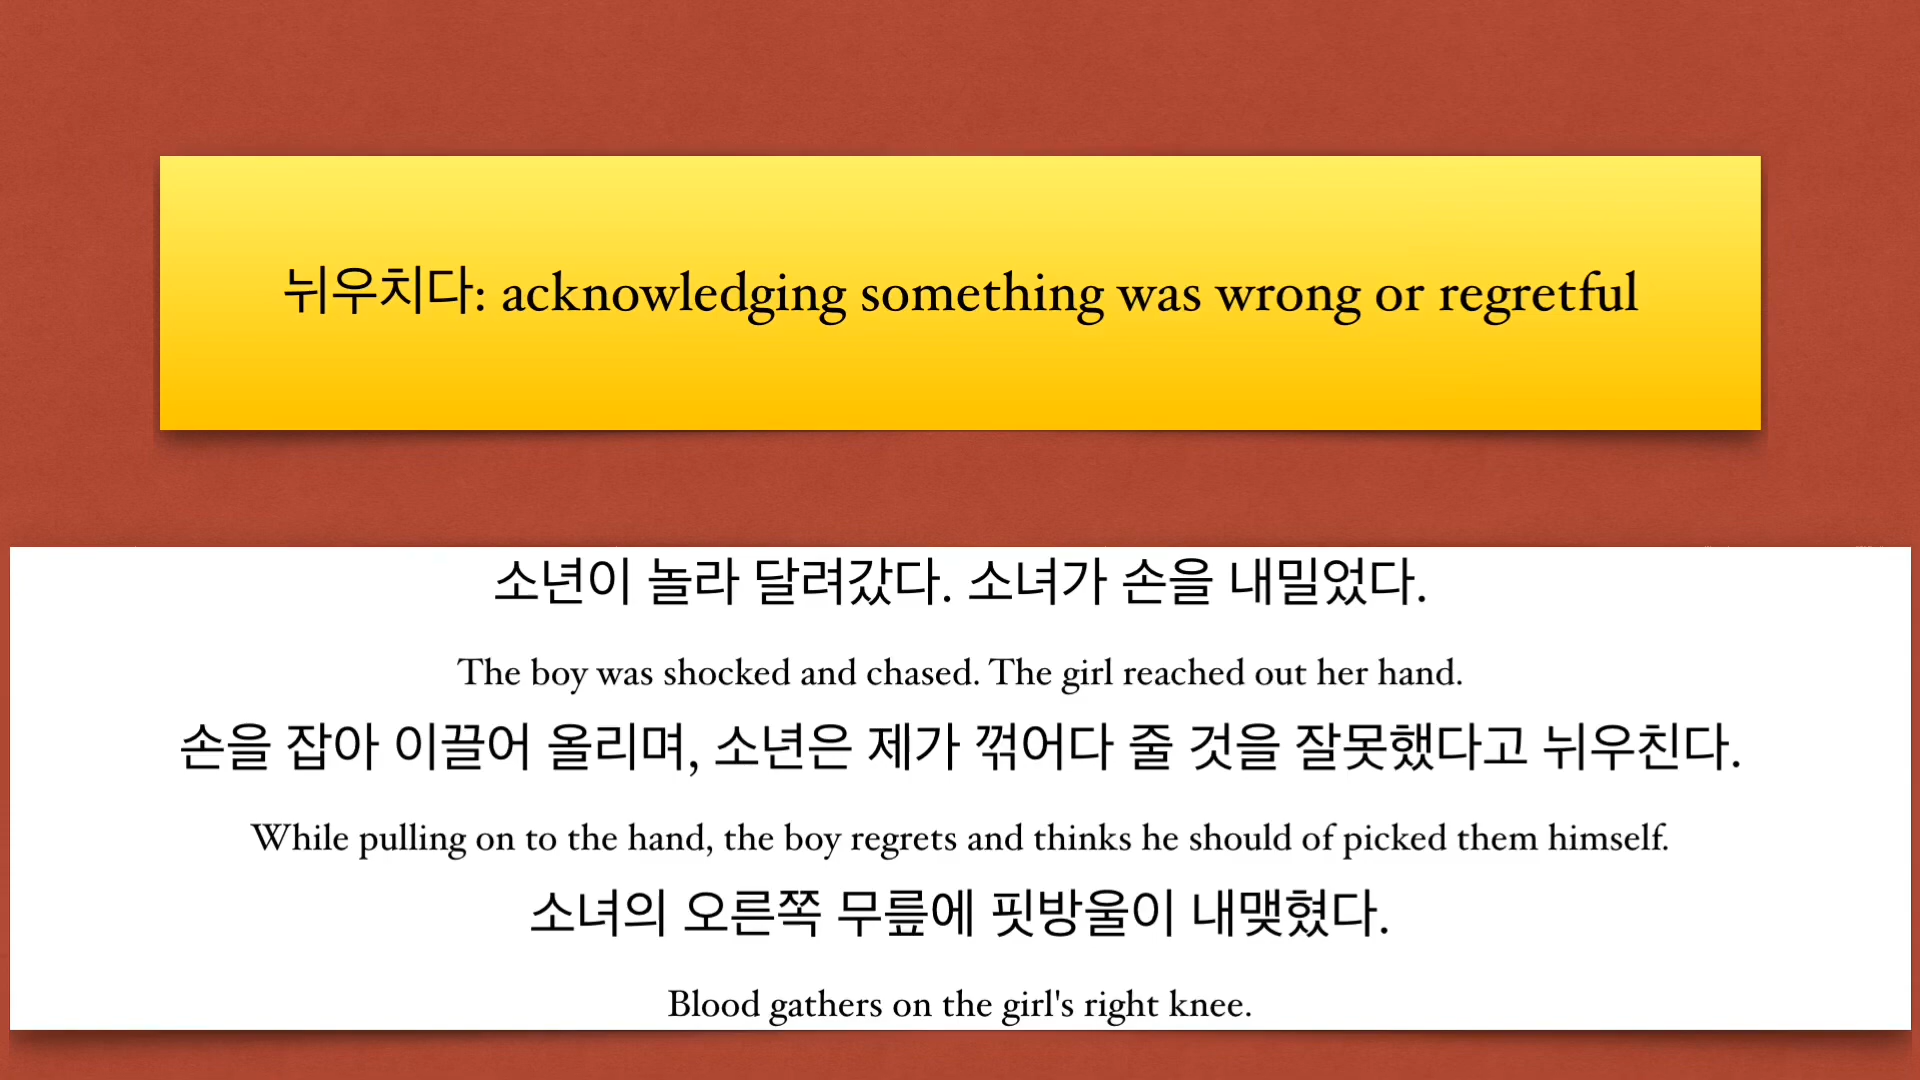 뉘우치다: acknowledging something was wrong or regretful
소년이 놀라 달려갔다. 소녀가 손을 내밀었다.
The boy was shocked and chased. The girl reached out her hand.
손을 잡아 이끌어 올리며, 소년은 제가 꺾어다 줄 것을 잘못했다고 뉘우친다.
While pulling on to the hand, the boy regrets and thinks he should of picked them himself.
소녀의 오른쪽 무릎에 핏방울이 내맺혔다.
Blood gathers on the girl's right knee.